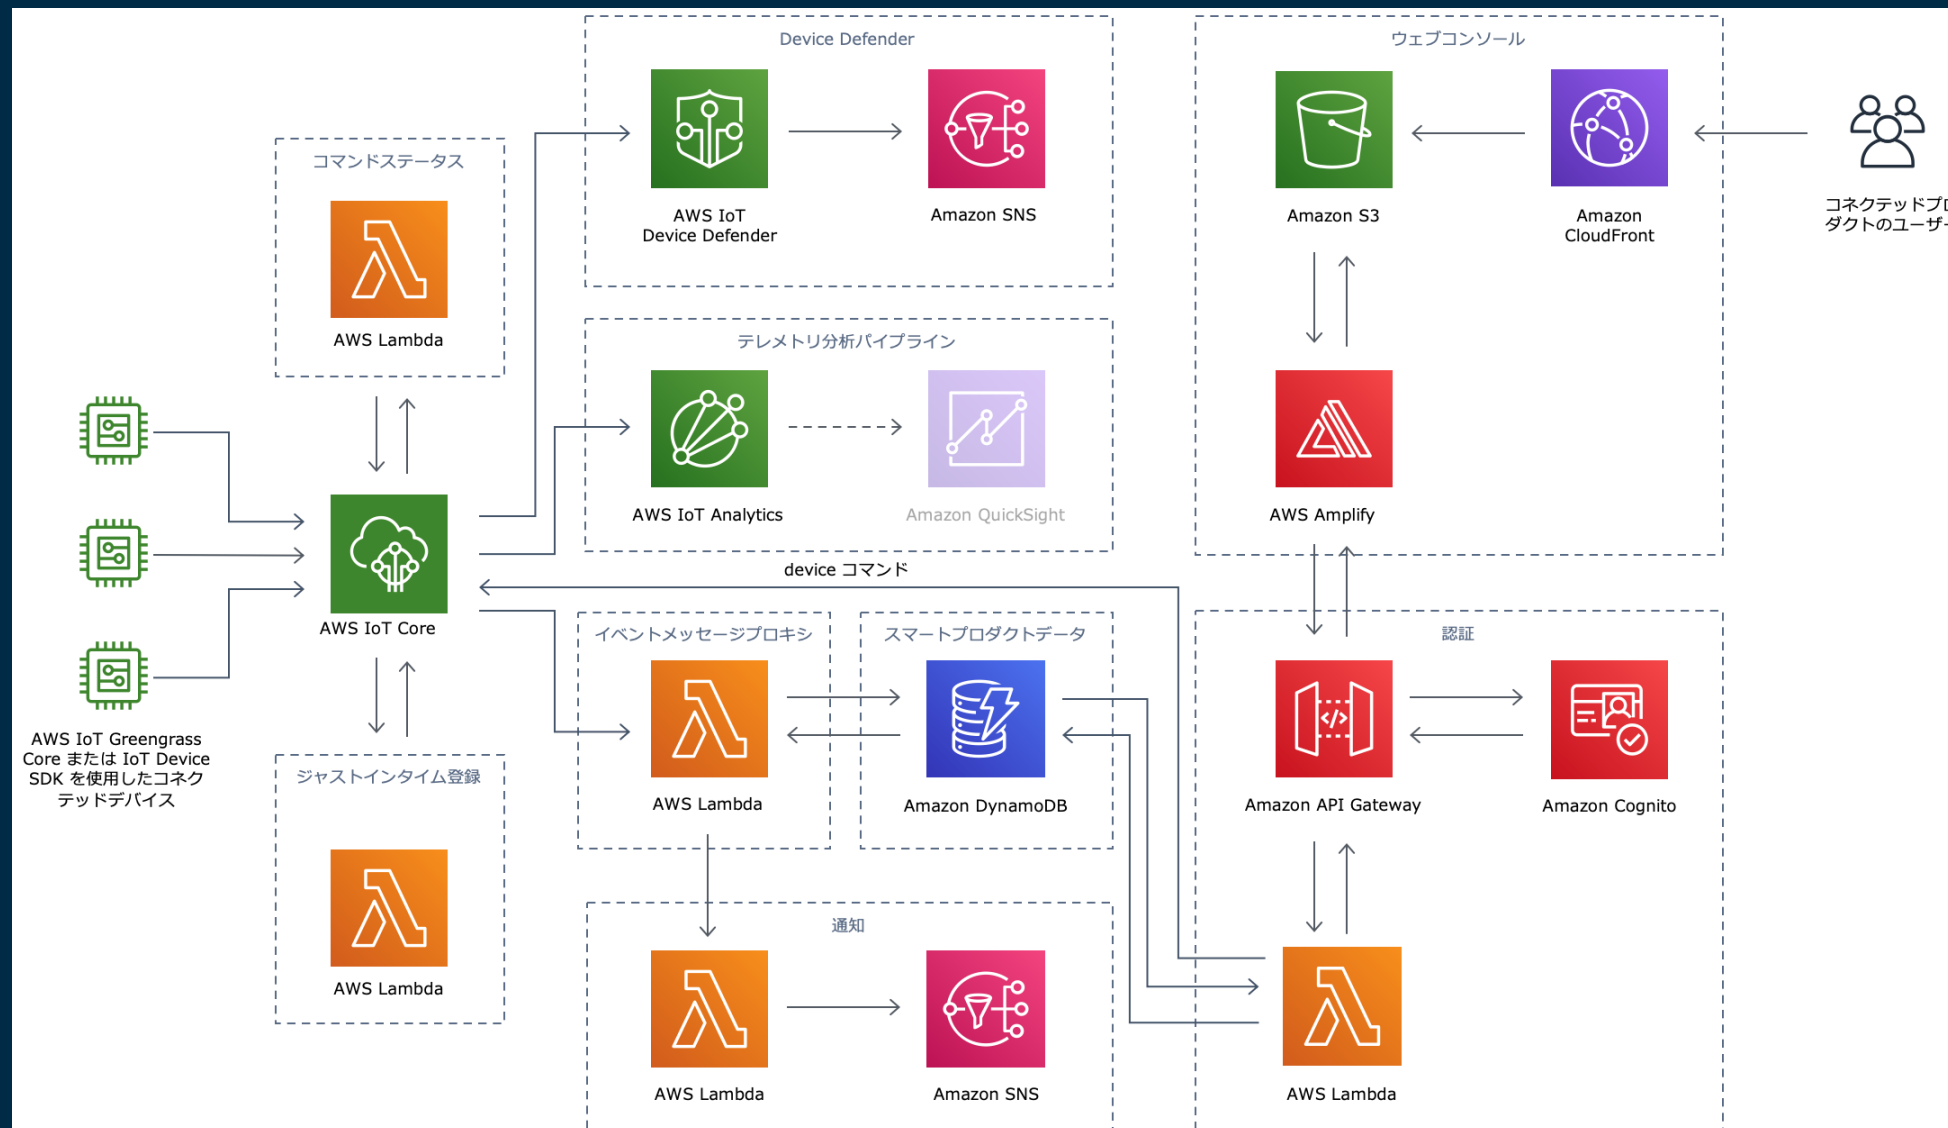 Device Defender
ウェブコンソール
コマンドステータス
AWS IoT
Device Defender
Amazon SNS
Amazon S3
Amazon
CloudFront
コネクテッドプロ
ダクトのユーザー
AWS Lambda
テレメトリ分析パイプライン
AWS IoT Analytics
Amazon QuickSight
AWS Amplify
device コマンド
AWS IoT Core
イベントメッセージプロキシ
スマートプロダクトデータ
認証
AWS IoT Greengrass
Core または IoT Device
SDK を使用したコネク
テッドデバイス
ジャストインタイム登録
AWS Lambda
Amazon DynamoDB
Amazon API Gateway
Amazon Cognito
通知
AWS Lambda
AWS Lambda
Amazon SNS
AWS Lambda